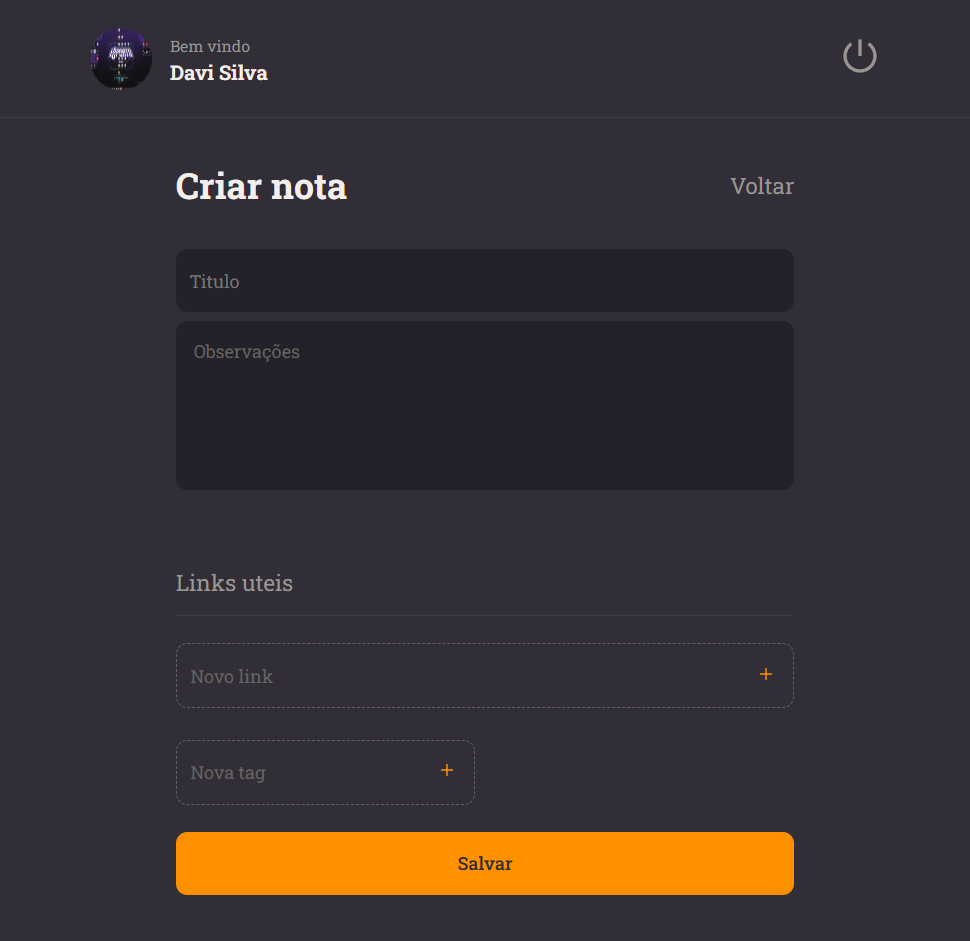 Bem vindo
Davi Silva
Criar nota
Voltar
Titulo
Observações
Links uteis
Novo link
+
Nova tag
+
Salvar